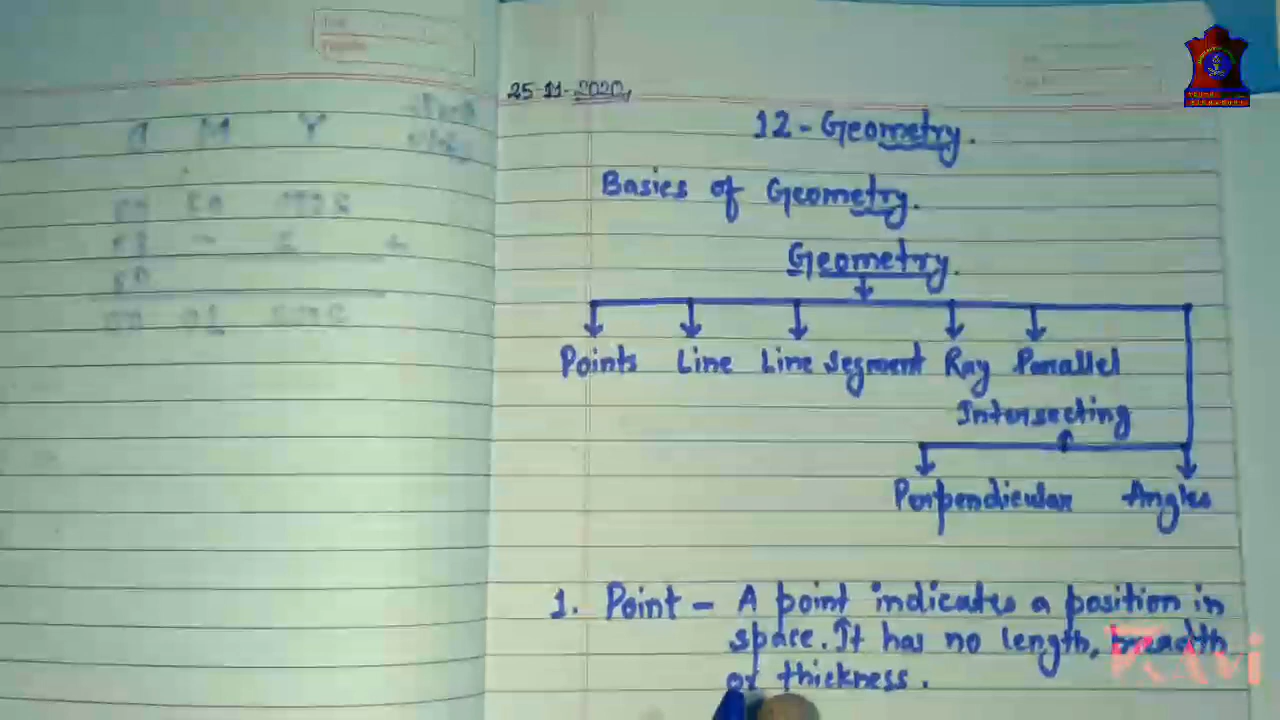 25-11-2020
12-Geometry.
Basics of Geometry.
Geometry.
Points Line Line Segment Ray Parallel
Intersecting
Perpendicular Angles
1. Point - A point indicates a position in
space. It has no length, breadth
or thickness.
Ravi